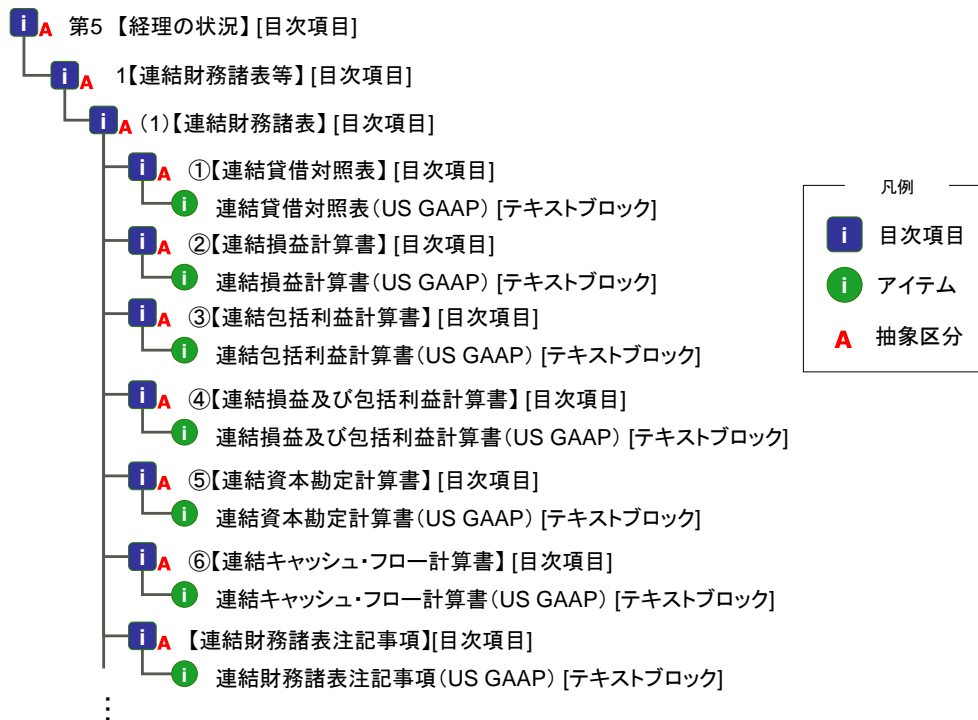 i A 第5 【経理の状況】 [目次項目]
i A 1【連結財務諸表等】 [目次項目]
i A (1)【連結財務諸表】 [目次項目]
i A ①【連結貸借対照表】 [目次項目]
i 連結貸借対照表(US GAAP) [テキストブロック]
i A ②【連結損益計算書】 [目次項目]
i 連結損益計算書(US GAAP) [テキストブロック]
i A ③【連結包括利益計算書】 [目次項目]
i 連結包括利益計算書(US GAAP) [テキストブロック]
i A ④【連結損益及び包括利益計算書】 [目次項目]
i 連結損益及び包括利益計算書(US GAAP) [テキストブロック]
i A ⑤【連結資本勘定計算書】 [目次項目]
i 連結資本勘定計算書(US GAAP) [テキストブロック]
i A ⑥【連結キャッシュ・フロー計算書】 [目次項目]
i 連結キャッシュ・フロー計算書(US GAAP) [テキストブロック]
i A 【連結財務諸表注記事項】[目次項目]
i 連結財務諸表注記事項(US GAAP) [テキストブロック]
⋮
凡例
i 目次項目
i アイテム
A 抽象区分